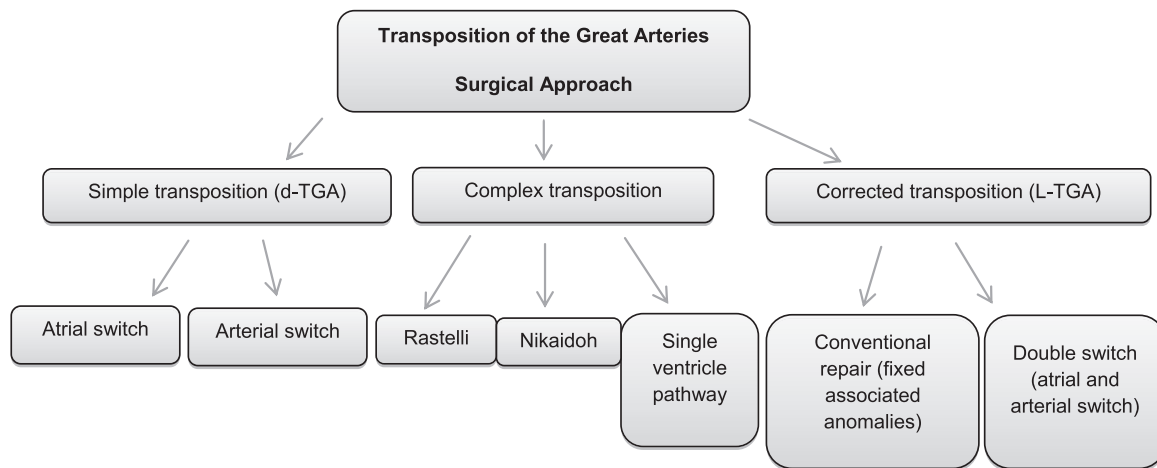 Transposition of the Great Arteries
Surgical Approach
Simple transposition (d-TGA)
Complex transposition
Corrected transposition (L-TGA)
Atrial switch
Arterial switch
Rastelli
Nikaidoh
Single
ventricle
pathway
Conventional
repair (fixed
associated
anomalies)
Double switch
(atrial and
arterial switch)